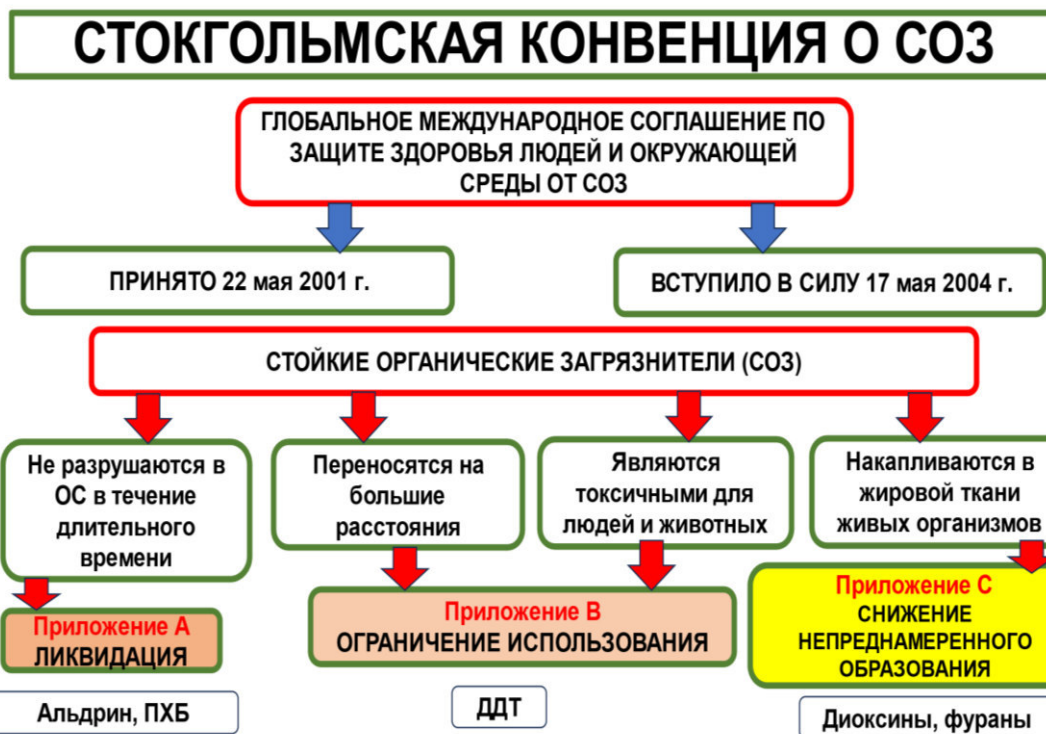 СТОКГОЛЬМСКАЯ КОНВЕНЦИЯ О СОЗ
ГЛОБАЛЬНОЕ МЕЖДУНАРОДНОЕ СОГЛАШЕНИЕ ПО
ЗАЩИТЕ ЗДОРОВЬЯ ЛЮДЕЙ И ОКРУЖАЮЩЕЙ
СРЕДЫ ОТ СОЗ
ПРИНЯТО 22 мая 2001 г.
ВСТУПИЛО В СИЛУ 17 мая 2004 г.
СТОЙКИЕ ОРГАНИЧЕСКИЕ ЗАГРЯЗНИТЕЛИ (СОЗ)
Не разрушаются в
ОС в течение
длительного
времени
Переносятся на
большие
расстояния
Являются
токсичными для
людей и животных
Накапливаются в
жировой ткани
живых организмов
Приложение А
ЛИКВИДАЦИЯ
Приложение В
ОГРАНИЧЕНИЕ ИСПОЛЬЗОВАНИЯ
Приложение С
СНИЖЕНИЕ
НЕПРЕДНАМЕРЕННОГО
ОБРАЗОВАНИЯ
Альдрин, ПХБ
ДДТ
Диоксины, фураны